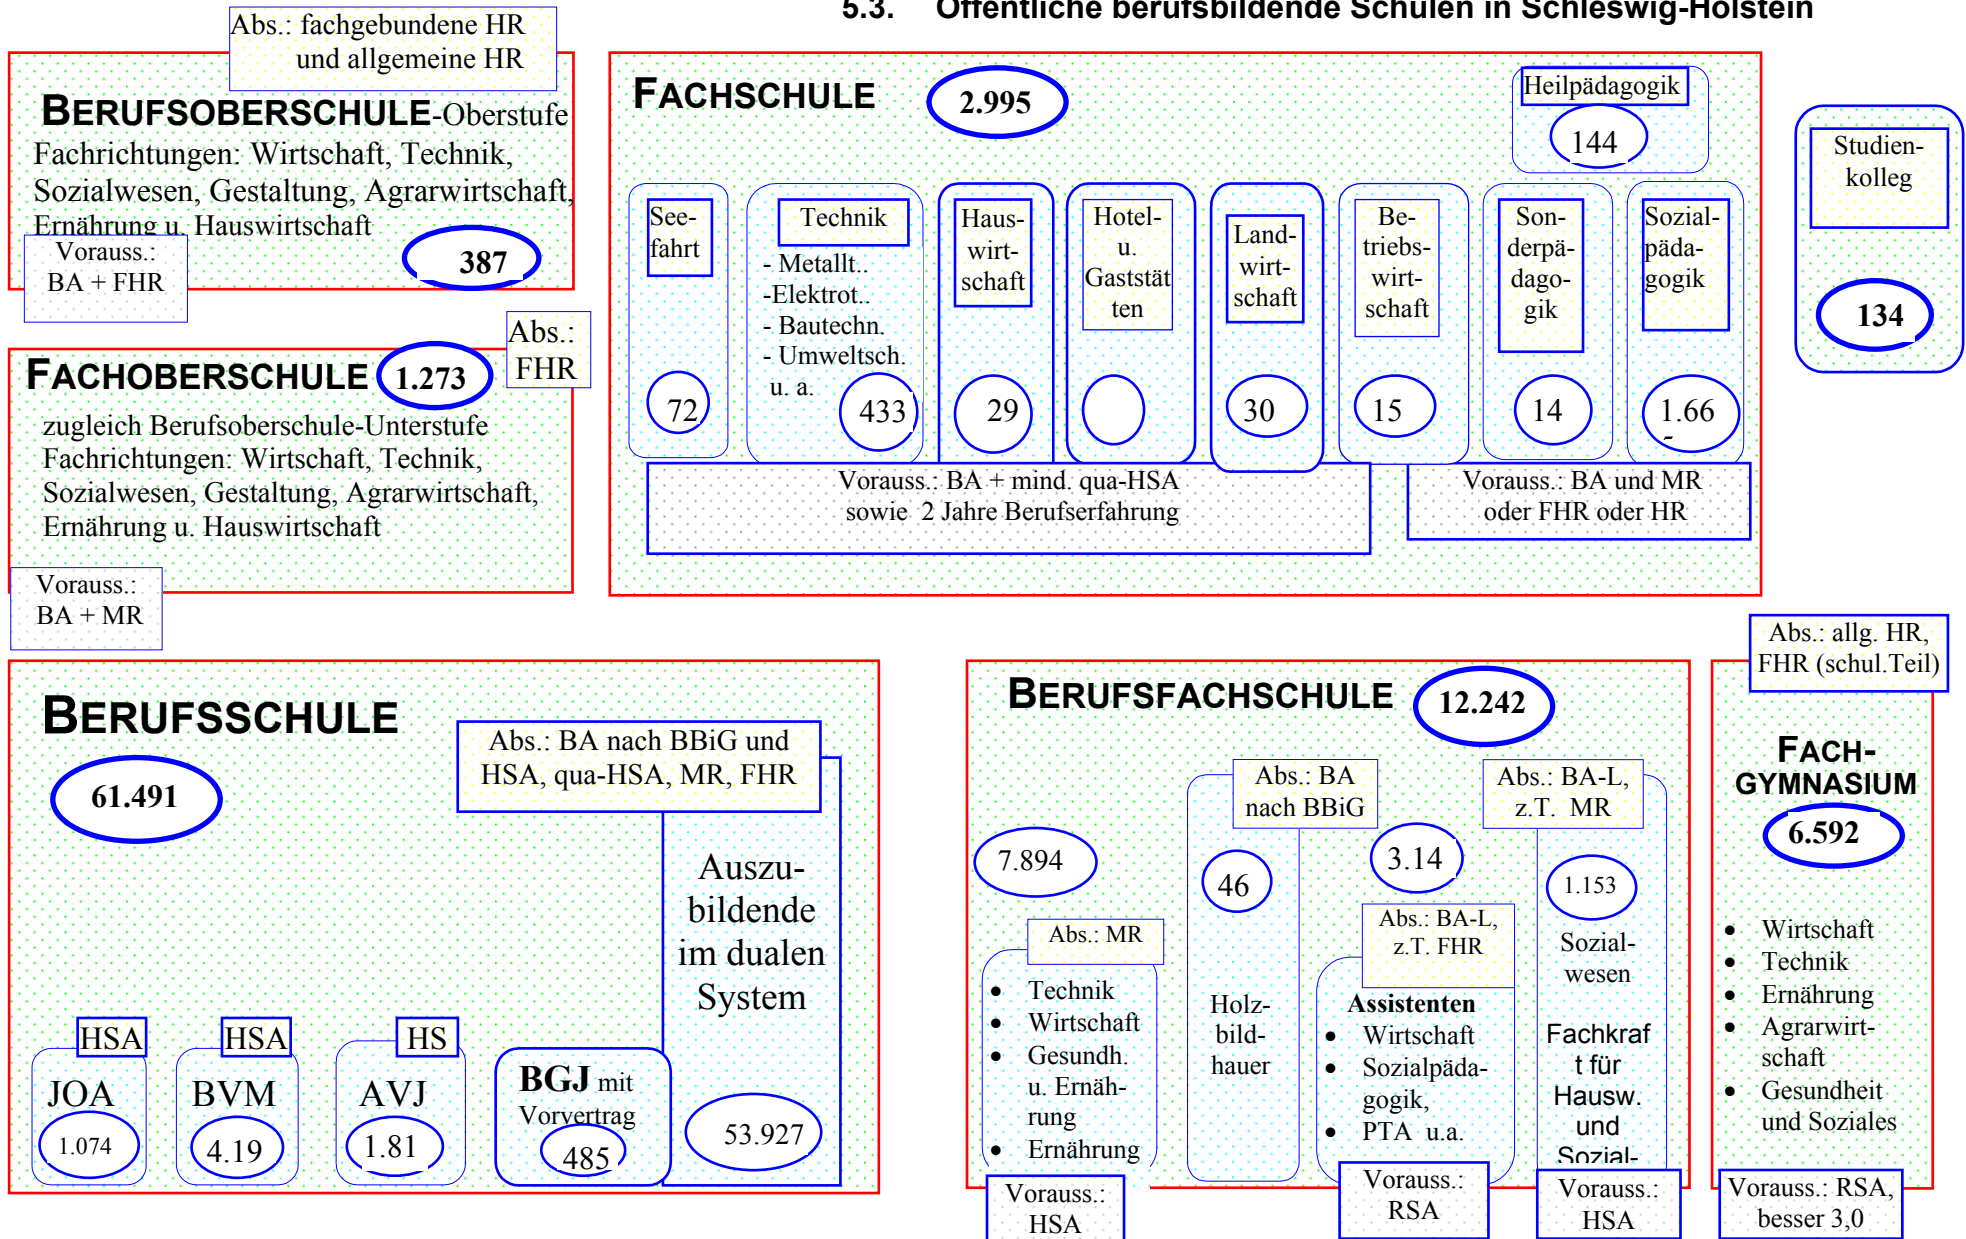 5.3. Öffentliche berufsbildende Schulen in Schleswig-Holstein
Abs.: fachgebundene HR
und allgemeine HR
BERUFSOBERSCHULE-Oberstufe
Fachrichtungen: Wirtschaft, Technik,
Sozialwesen, Gestaltung, Agrarwirtschaft,
Ernährung u. Hauswirtschaft
Vorauss.:
BA + FHR
387
Abs.:
FHR
FACHOBERSCHULE
1.273
zugleich Berufsoberschule-Unterstufe
Fachrichtungen: Wirtschaft, Technik,
Sozialwesen, Gestaltung, Agrarwirtschaft,
Ernährung u. Hauswirtschaft
Vorauss.:
BA + MR
FACHSCHULE
2.995
Heilpädagogik
144
See-
fahrt
72
Technik
- Metallt..
-Elektrot..
- Bautechn.
- Umweltsch.
u. a.
433
Haus-
wirt-
schaft
29
Hotel-
u.
Gaststät
ten
Land-
wirt-
schaft
30
Be-
triebs-
wirt-
schaft
15
Son-
derpä-
dago-
gik
14
Sozial-
päda-
gogik
1.66
Vorauss.: BA + mind. qua-HSA
sowie 2 Jahre Berufserfahrung
Vorauss.: BA und MR
oder FHR oder HR
Studien-
kolleg
134
BERUFSSCHULE
61.491
Abs.: BA nach BBiG und
HSA, qua-HSA, MR, FHR
Auszu-
bildende
im dualen
System
53.927
HSA
JOA
1.074
HSA
BVM
4.19
HS
AVJ
1.81
BGJ mit
Vorvertrag
485
BERUFSFACHSCHULE
12.242
7.894
Abs.: MR
• Technik
• Wirtschaft
• Gesundh.
u. Ernäh-
rung
• Ernährung
Vorauss.:
HSA
Abs.: BA
nach BBiG
46
Holz-
bild-
hauer
3.14
Abs.: BA-L,
z.T. FHR
Assistenten
• Wirtschaft
• Sozialpäda-
gogik,
• PTA u.a.
Vorauss.:
RSA
Abs.: BA-L,
z.T. MR
1.153
Sozial-
wesen
Fachkraf
t für
Hausw.
und
Sozial-
Vorauss.:
HSA
Abs.: allg. HR,
FHR (schul.Teil)
FACH-
GYMNASIUM
6.592
• Wirtschaft
• Technik
• Ernährung
• Agrarwirt-
schaft
• Gesundheit
und Soziales
Vorauss.: RSA,
besser 3,0